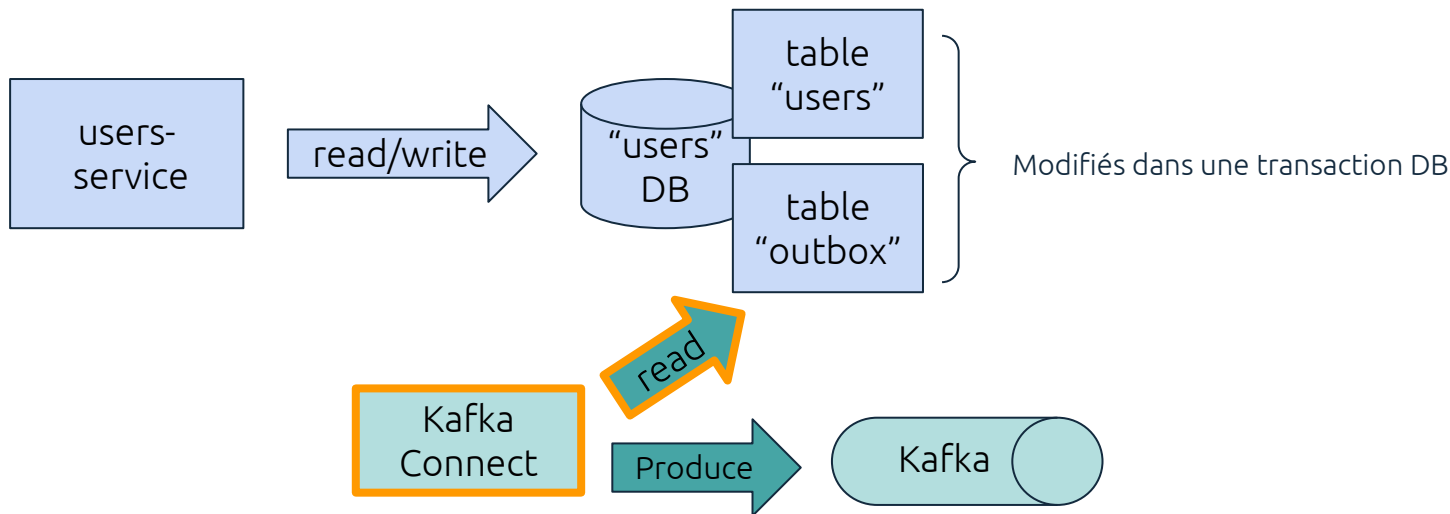 users-
service
read/write
“users”
DB
table
“users”
table
“outbox”
Modifiés dans une transaction DB
read
Kafka
Connect
Produce
Kafka